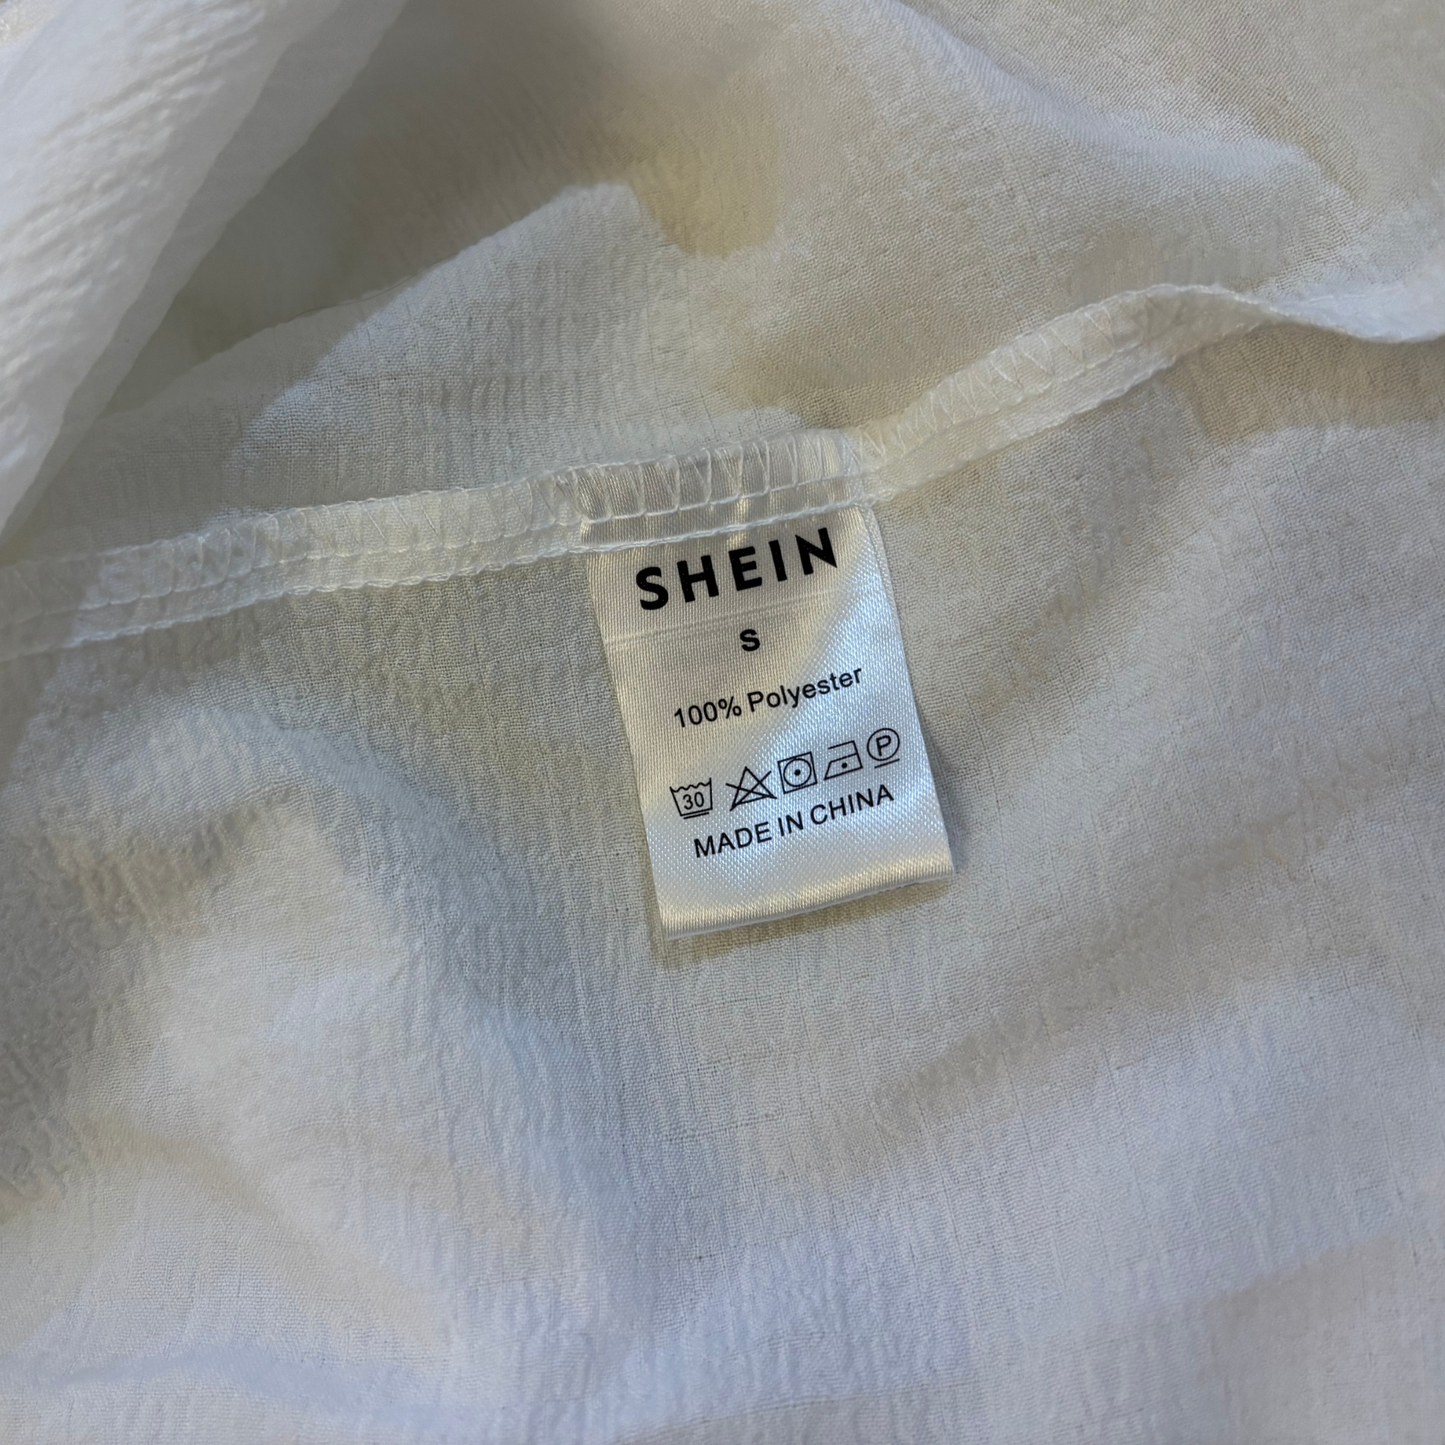 SHEIN
S
100% Polyester
30 P
MADE IN CHINA